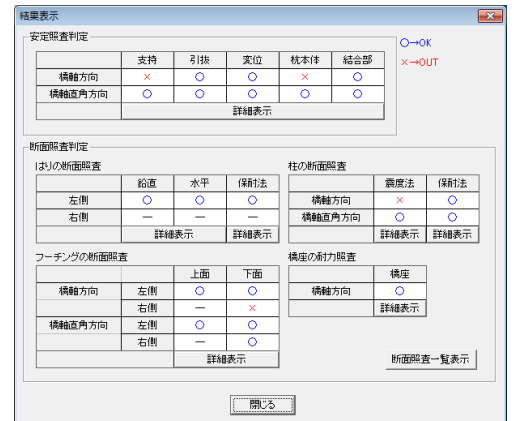 結果表示
安定照査判定
○→OK
×→OUT
支持 引抜 変位 杭本体 結合部
橋軸方向 × ○ ○ × ○
橋軸直角方向 ○ ○ ○ ○ ○
詳細表示
断面照査判定
はりの断面照査
鉛直 水平 保耐法
左側 ○ ○ ○
右側 － － －
詳細表示 詳細表示
柱の断面照査
震度法 保耐法
橋軸方向 × ○
橋軸直角方向 ○ ○
詳細表示 詳細表示
フーチングの断面照査
上面 下面
橋軸方向 左側 ○ ○
右側 － ×
橋軸直角方向 左側 ○ ○
右側 － ○
詳細表示
橋座の耐力照査
橋座
橋軸方向 ○
詳細表示
断面照査一覧表示
閉じる